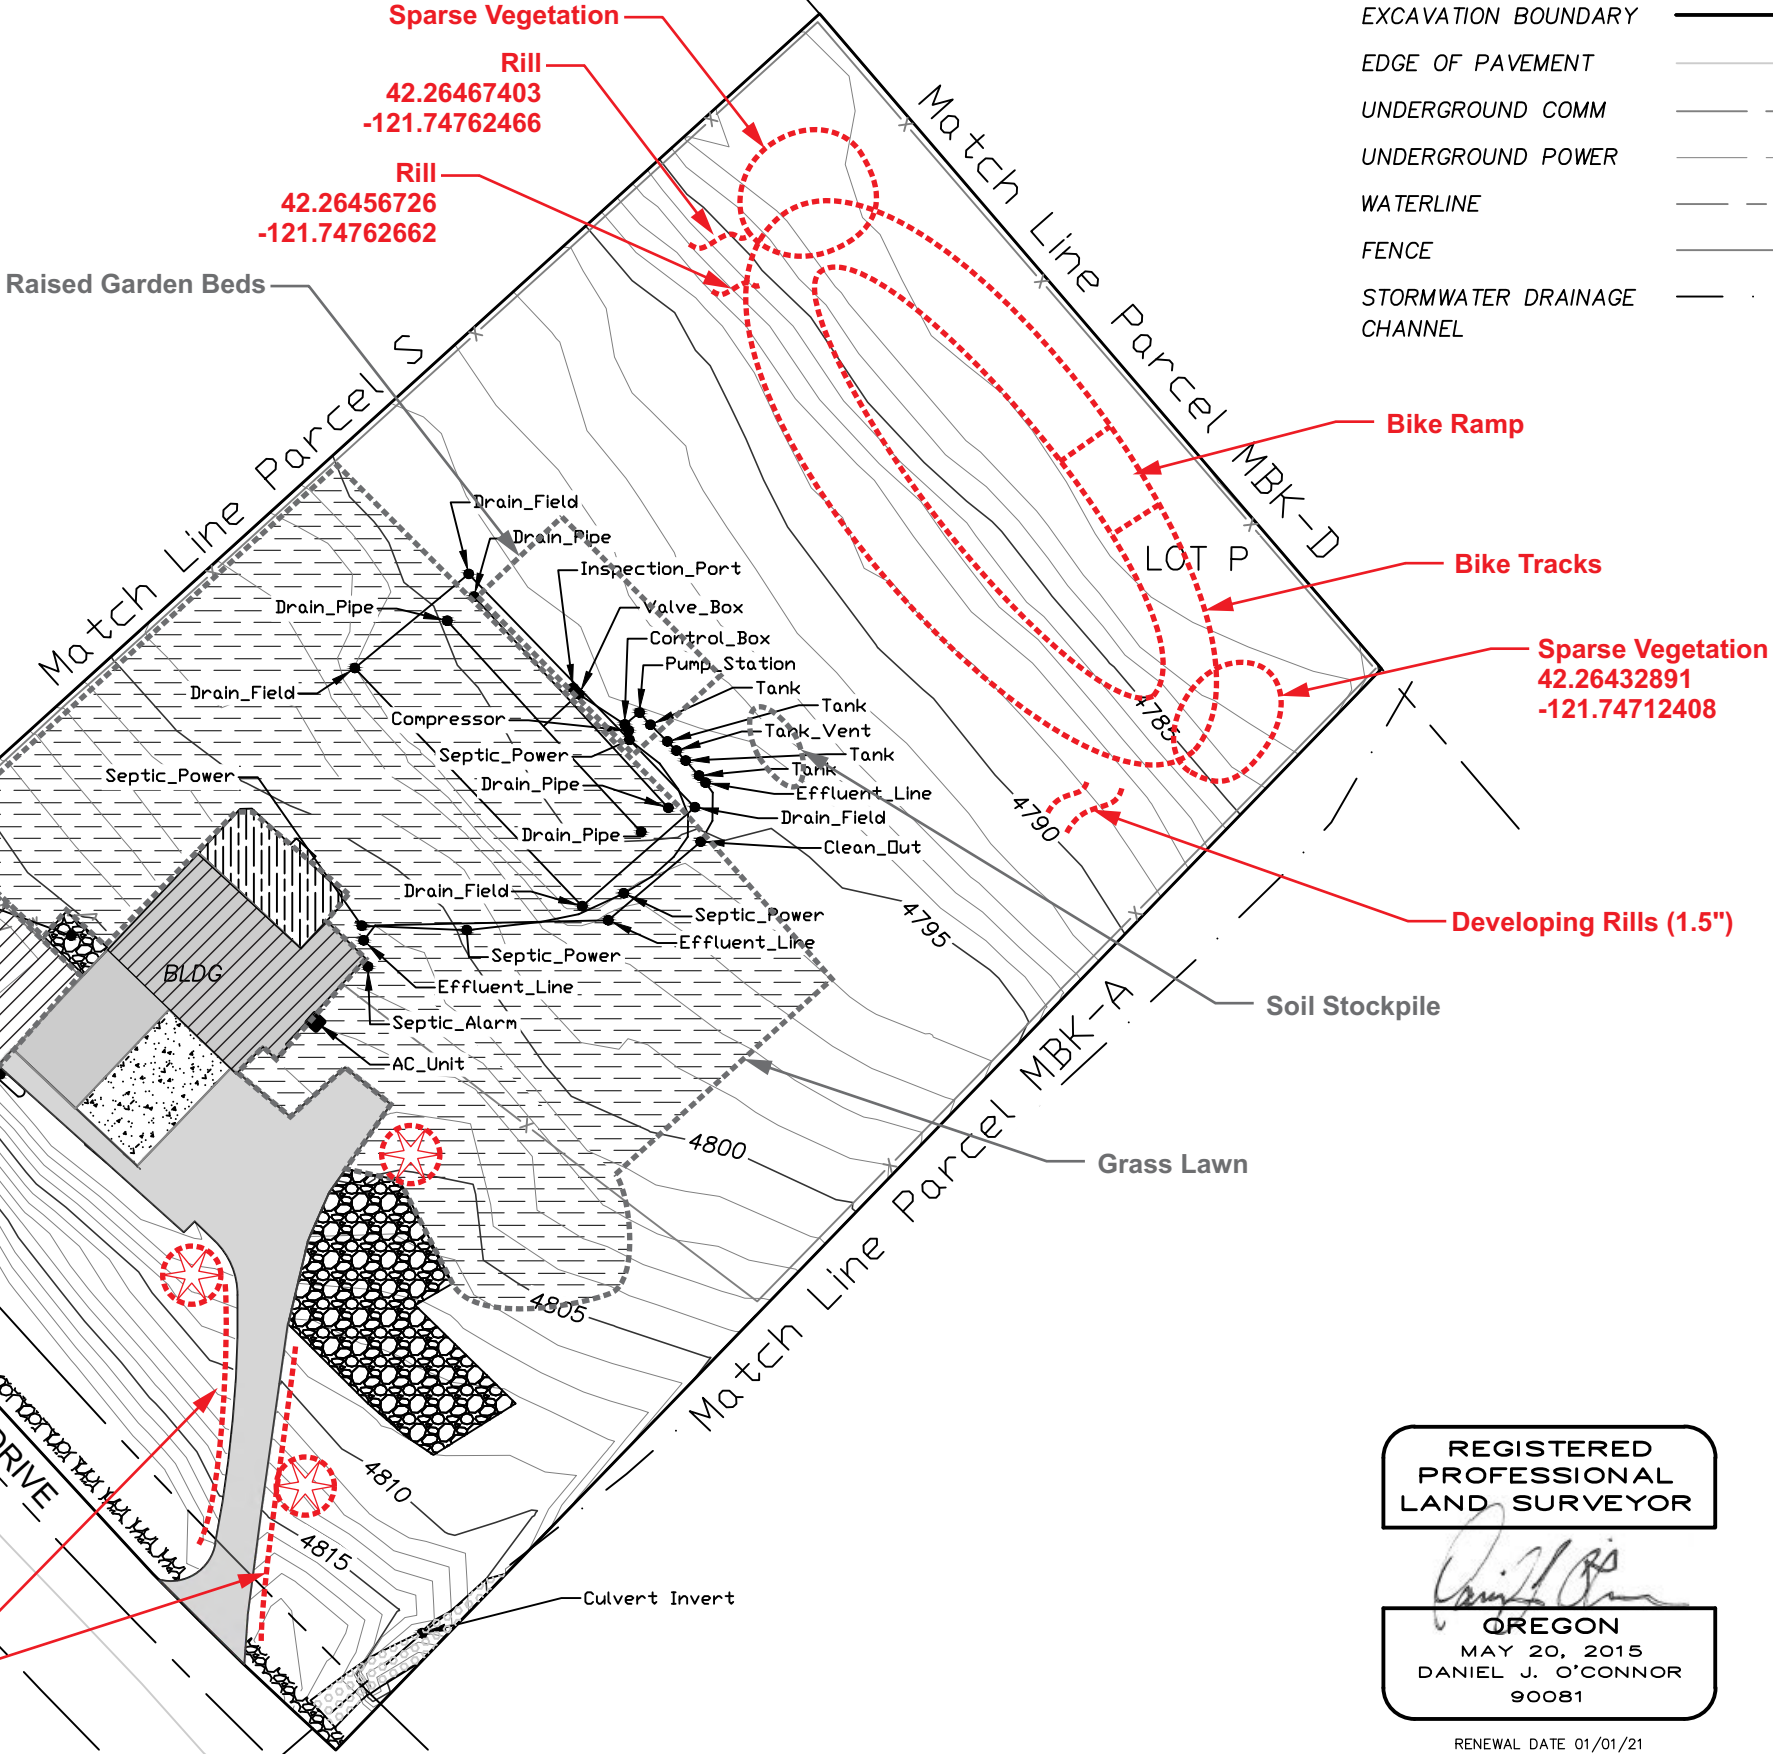 Sparse Vegetation
Rill
42.26467403
-121.74762466
Rill
42.26456726
-121.74762662
Raised Garden Beds
EXCAVATION BOUNDARY
EDGE OF PAVEMENT
UNDERGROUND COMM
UNDERGROUND POWER
WATERLINE
FENCE
STORMWATER DRAINAGE
CHANNEL
Match Line Parcel S
Match Line Parcel MBK-D
Bike Ramp
LOT P
Bike Tracks
Sparse Vegetation
42.26432891
-121.74712408
Drain_Field
Drain_Pipe
Inspection_Port
Drain_Pipe
Valve_Box
Control_Box
Pump_Station
Drain_Field
Tank
Compressor
Tank
Tank_Vent
Septic_Power
Tank
Septic_Power
Tank
Drain_Pipe
Effluent_Line
Drain_Field
Drain_Pipe
Clean_Out
4785
4790
4795
Drain_Field
Septic_Power
Effluent_Line
Septic_Power
Effluent_Line
BLDG
Septic_Alarm
AC_Unit
Developing Rills (1.5")
Soil Stockpile
Match Line Parcel MBK-A
Grass Lawn
4800
4805
4810
4815
DRIVE
Culvert Invert
REGISTERED
PROFESSIONAL
LAND SURVEYOR
OREGON
MAY 20, 2015
DANIEL J. O'CONNOR
90081
RENEWAL DATE 01/01/21